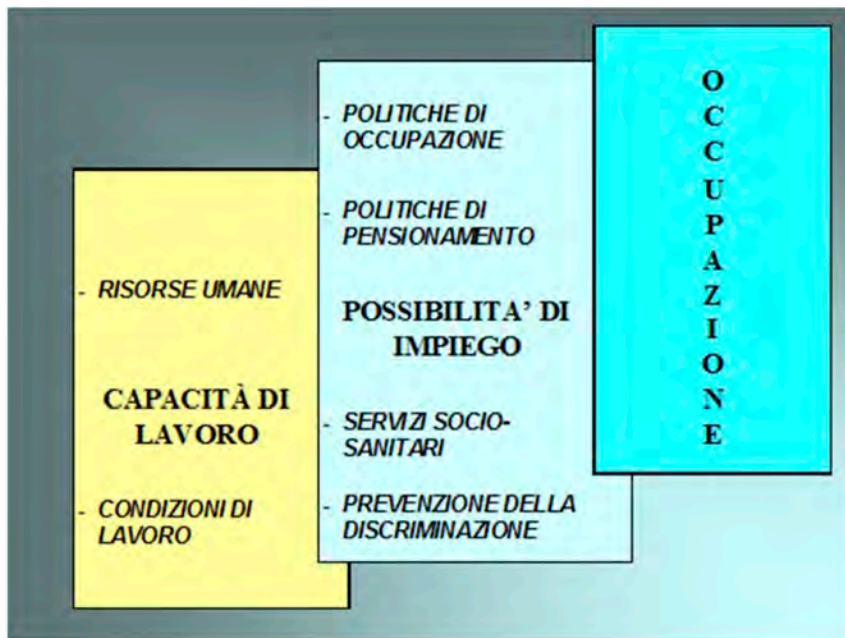 - RISORSE UMANE
CAPACITÀ DI
LAVORO
- CONDIZIONI DI
LAVORO
- POLITICHE DI
OCCUPAZIONE
- POLITICHE DI
PENSIONAMENTO
POSSIBILITA’ DI
IMPIEGO
- SERVIZI SOCIO-
SANITARI
- PREVENZIONE DELLA
DISCRIMINAZIONE
O
C
C
U
P
A
Z
I
O
N
E